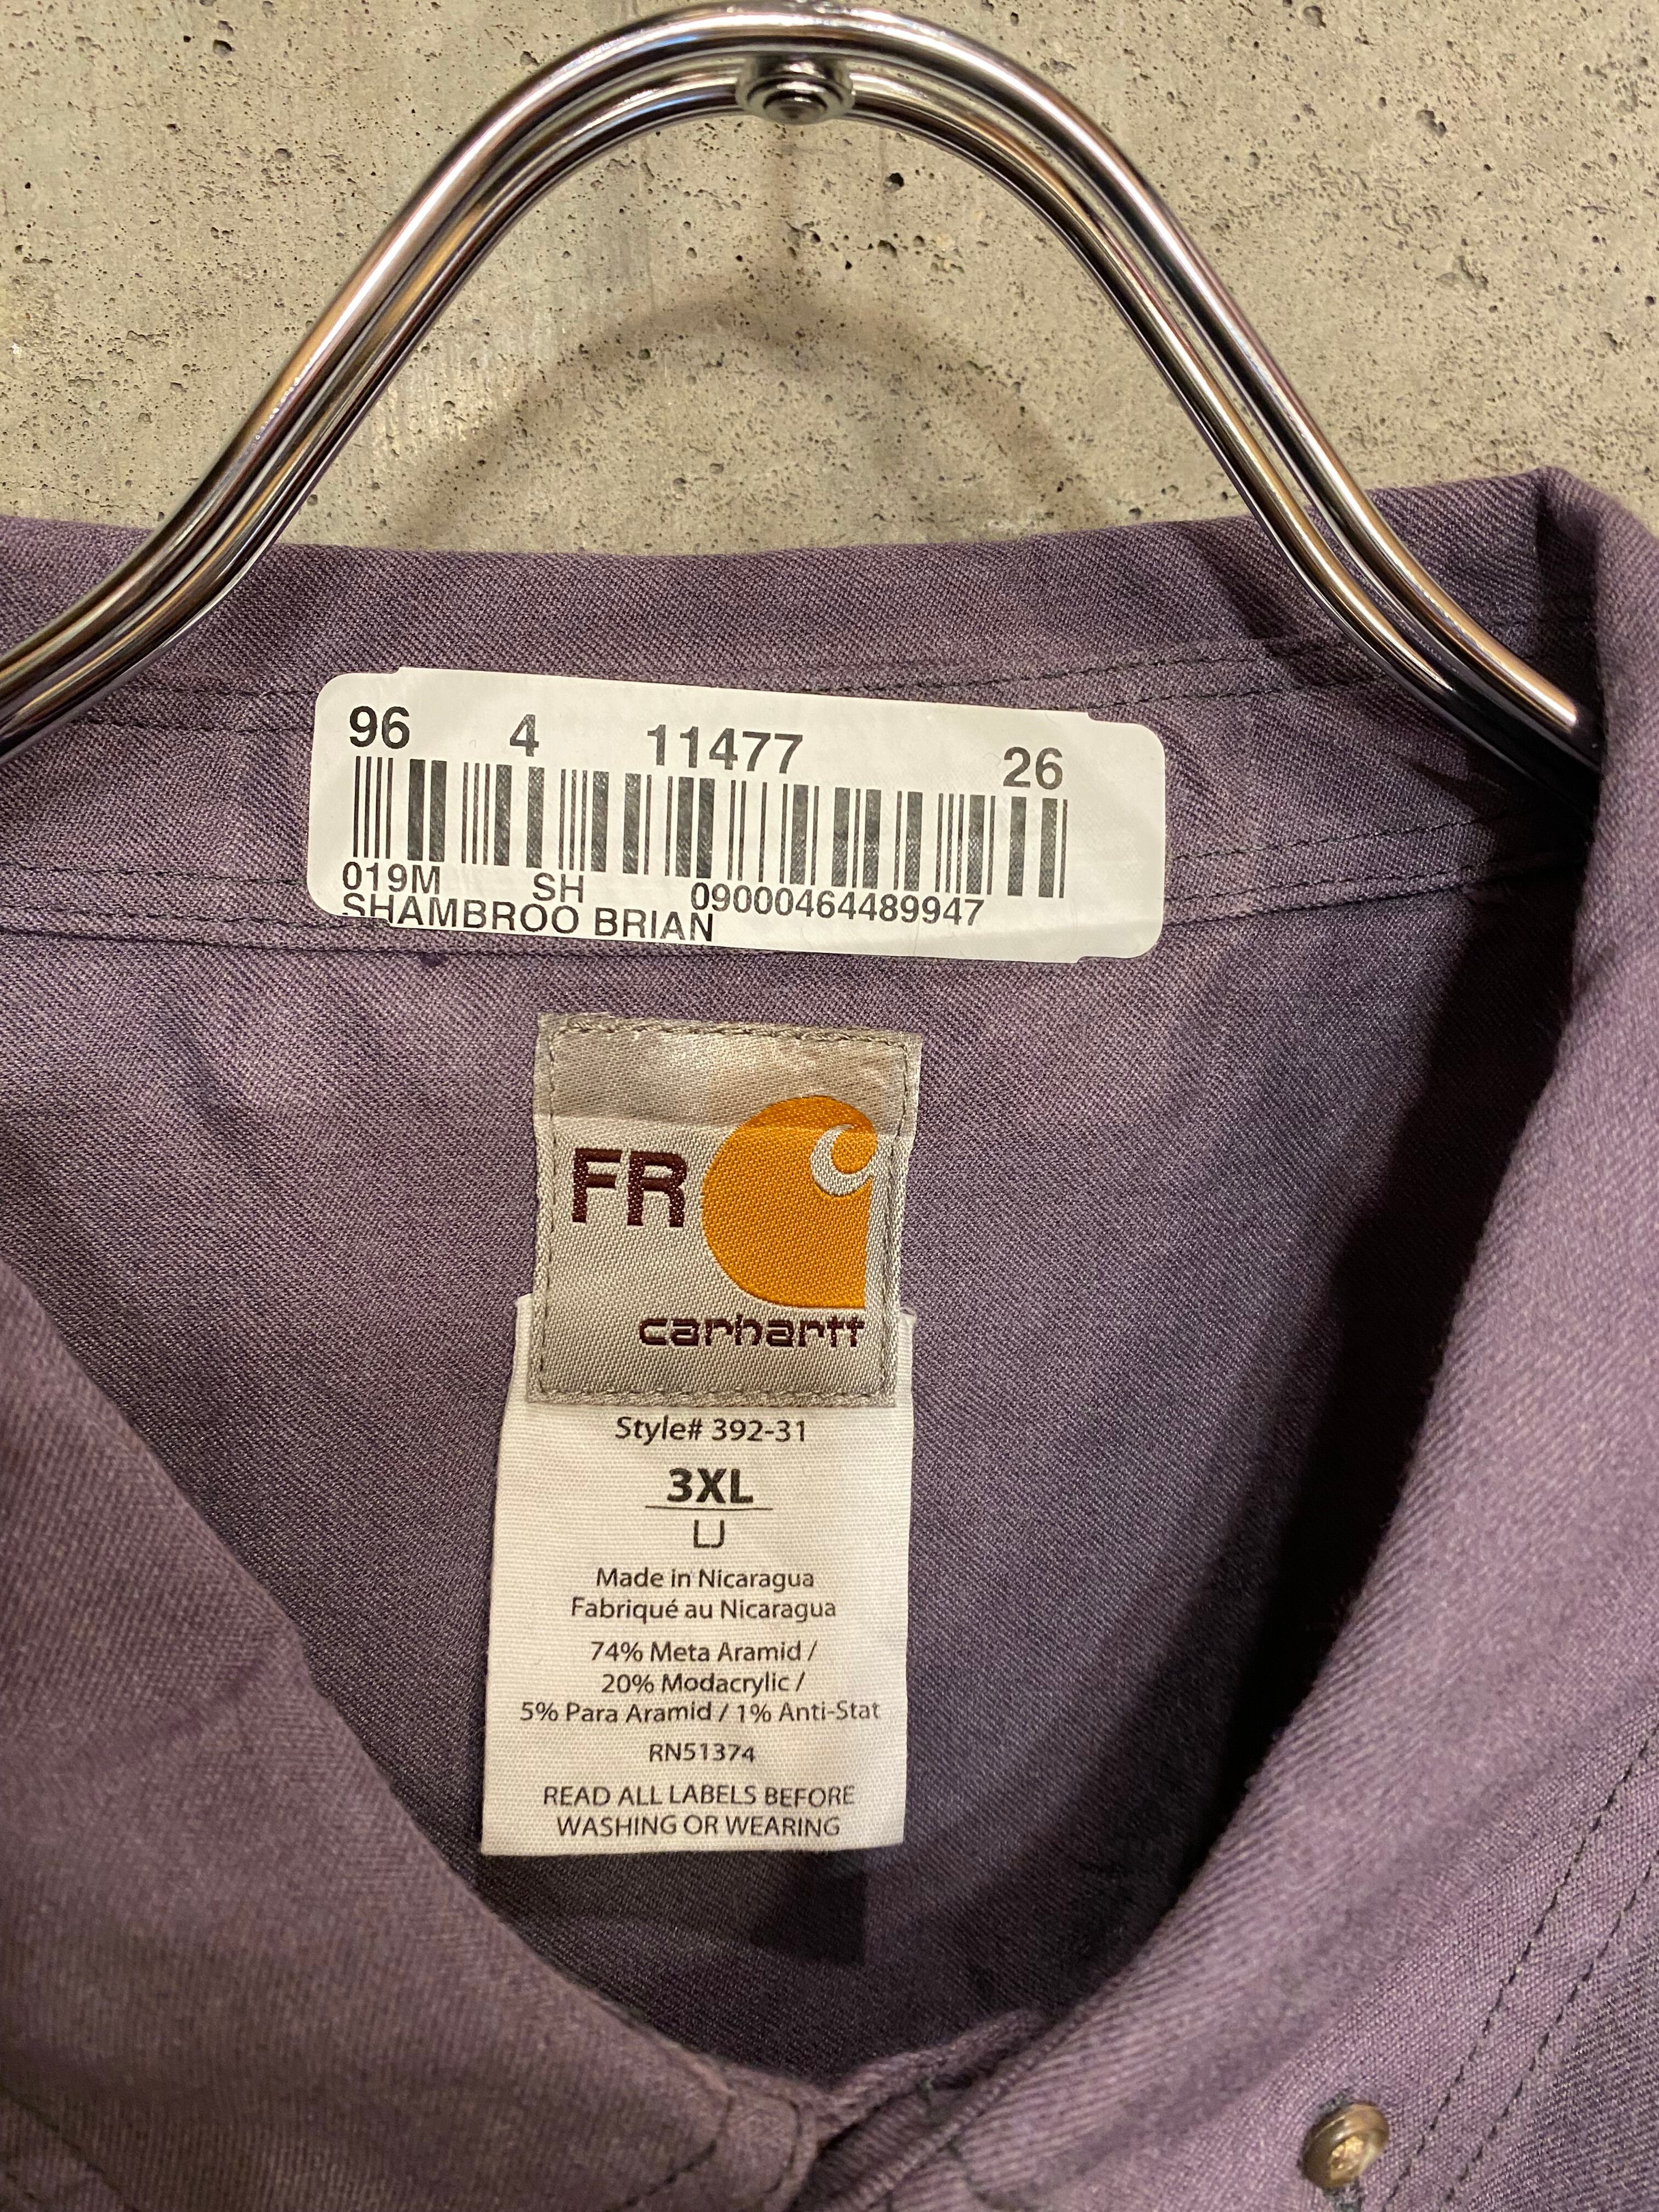 96 4 11477 26
019M SH 09000464489947
SHAMBROO BRIAN
FR
carhartt
Style# 392-31
3XL
LJ
Made in Nicaragua
Fabriqué au Nicaragua
74% Meta Aramid /
20% Modacrylic /
5% Para Aramid / 1% Anti-Stat
RN51374
READ ALL LABELS BEFORE
WASHING OR WEARING